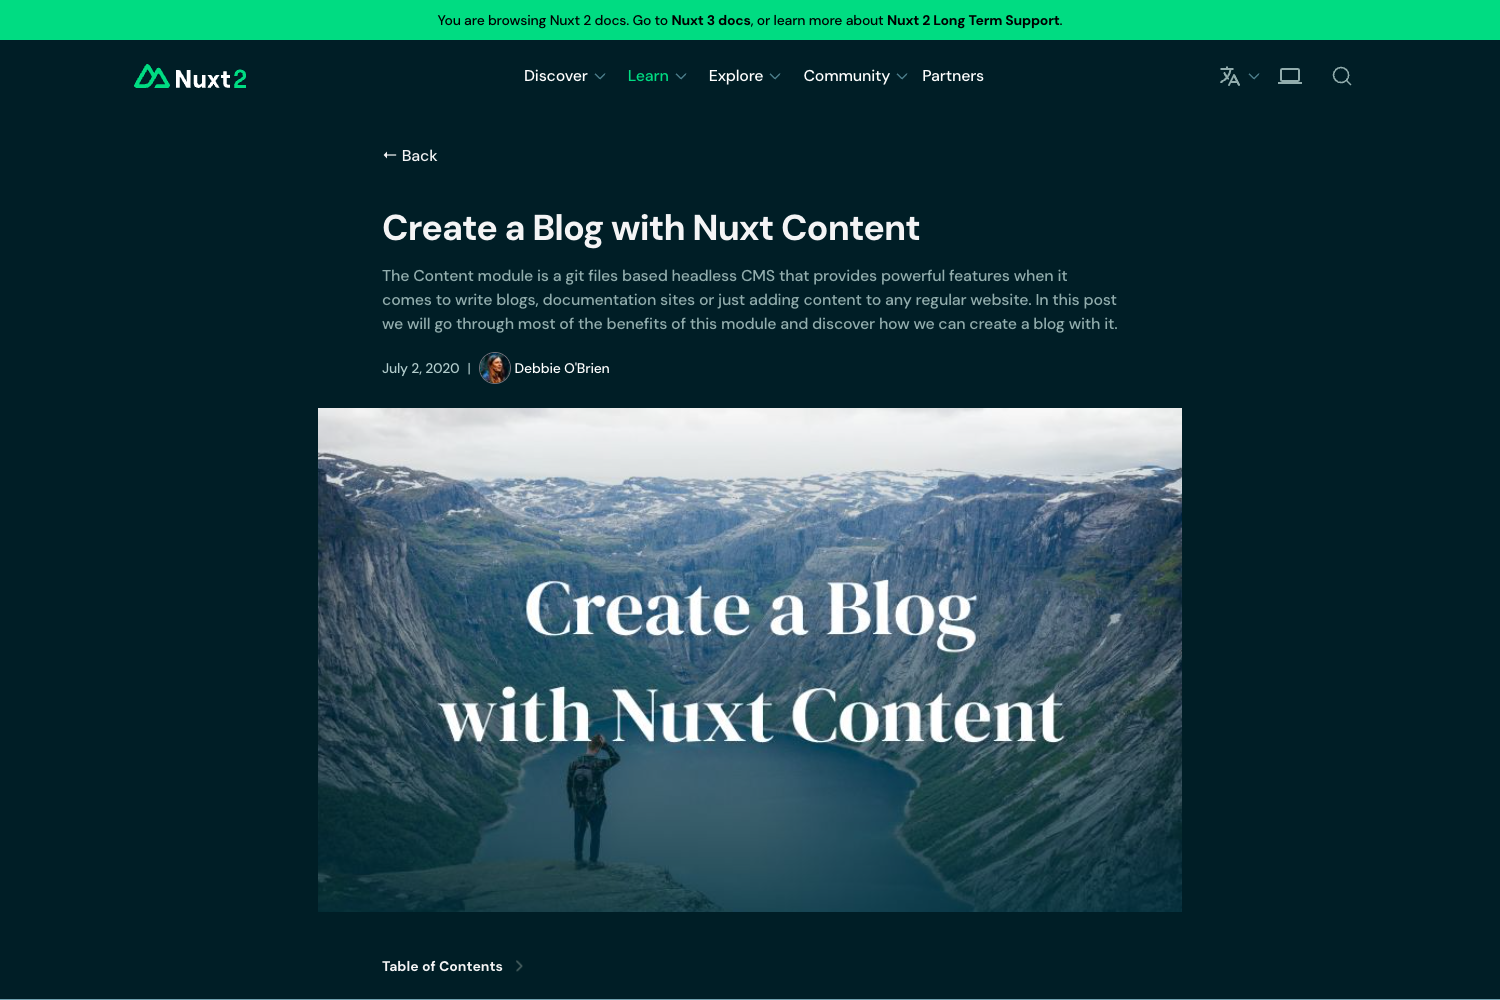 You are browsing Nuxt 2 docs. Go to Nuxt 3 docs, or learn more about Nuxt 2 Long Term Support.
Nuxt 2
Discover
Learn
Explore
Community
Partners
← Back
Create a Blog with Nuxt Content
The Content module is a git files based headless CMS that provides powerful features when it
comes to write blogs, documentation sites or just adding content to any regular website. In this post
we will go through most of the benefits of this module and discover how we can create a blog with it.
July 2, 2020 | Debbie O'Brien
Create a Blog
with Nuxt Content
Table of Contents